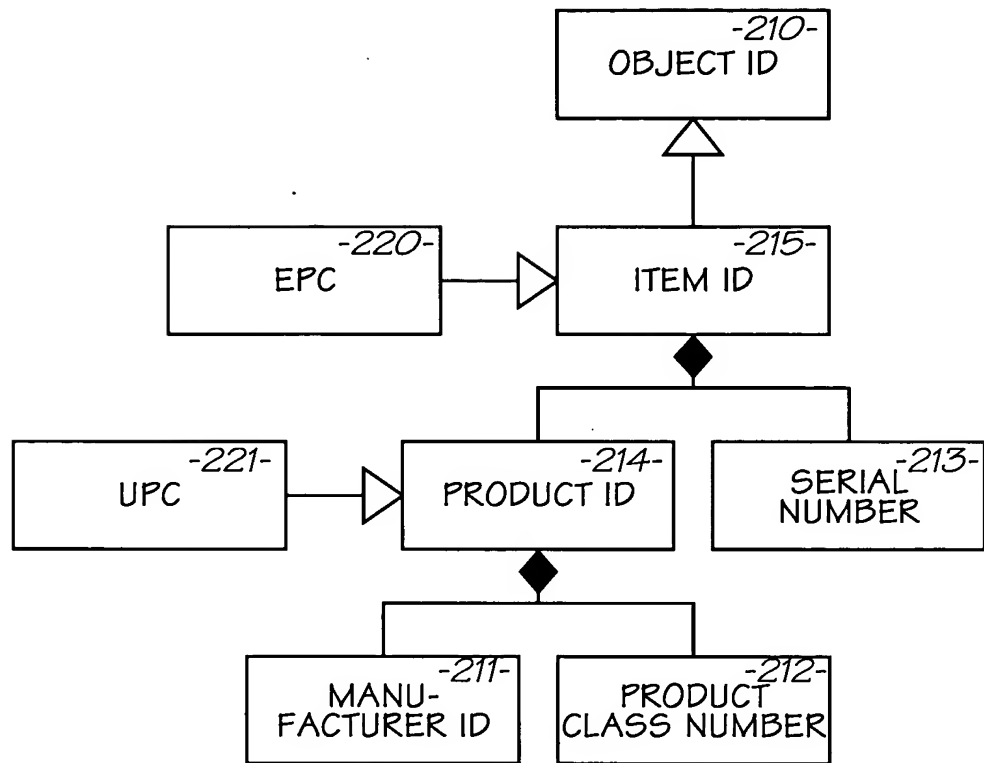 -210-
OBJECT ID
-220-
EPC
-215-
ITEM ID
-221-
UPC
-214-
PRODUCT ID
-213-
SERIAL
NUMBER
-211-
MANU-
FACTURER ID
-212-
PRODUCT
CLASS NUMBER